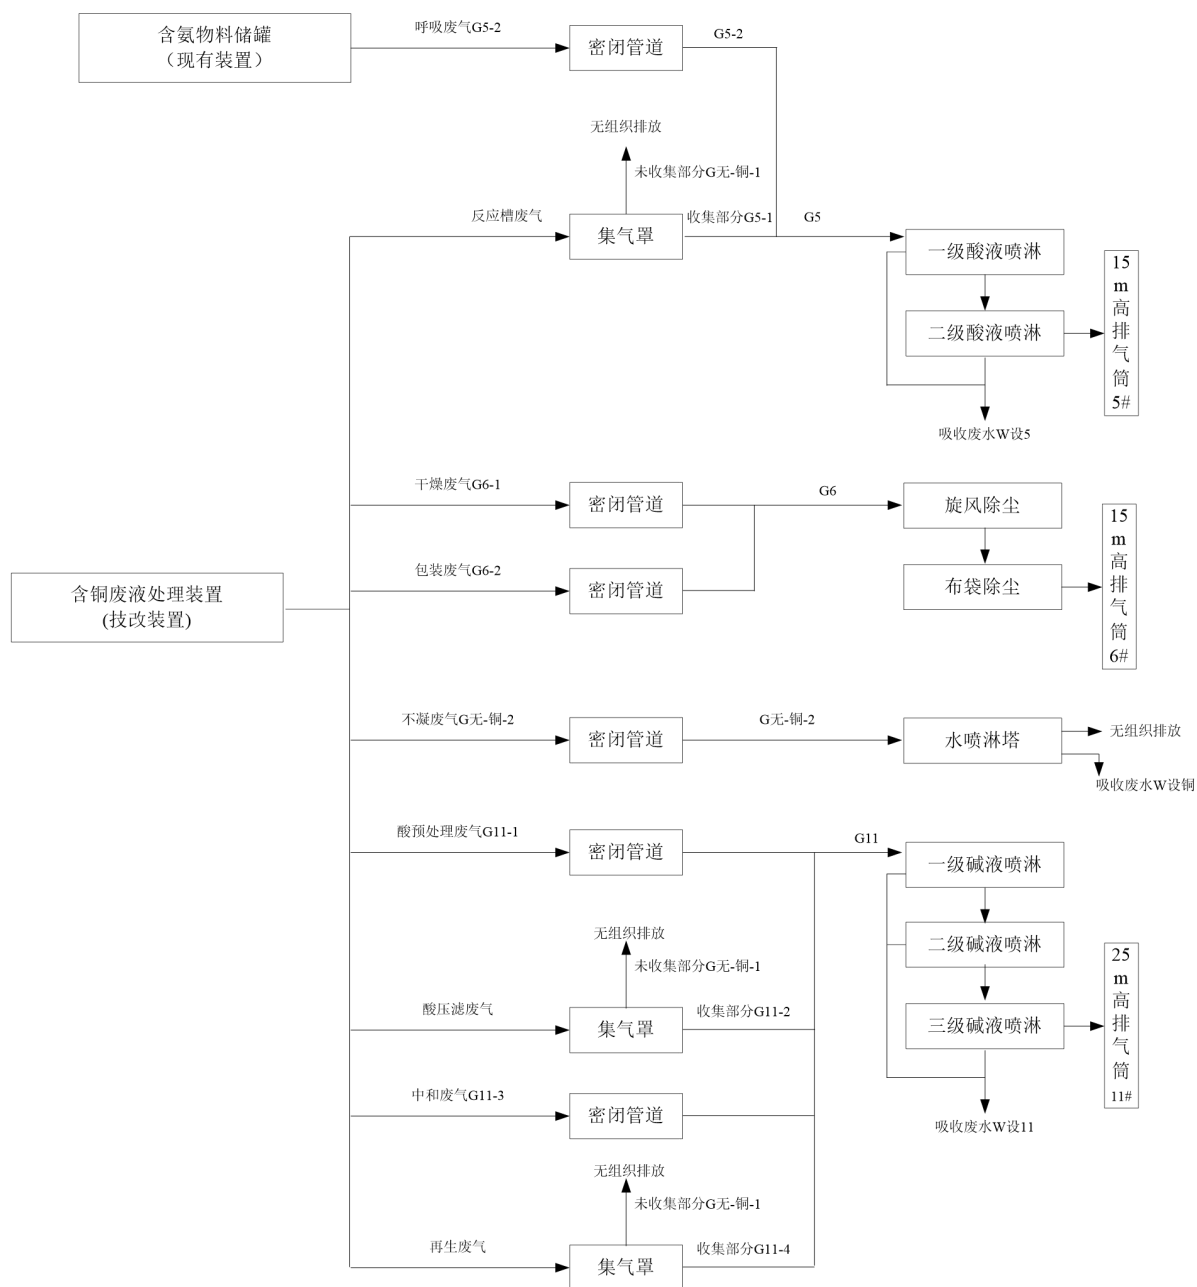 含氨物料储罐
（现有装置）
呼吸废气G5-2
密闭管道
G5-2
无组织排放
未收集部分G无-铜-1
反应槽废气
集气罩
收集部分G5-1
G5
一级酸液喷淋
二级酸液喷淋
15
m
高
排
气
筒
5#
吸收废水W设5
干燥废气G6-1
密闭管道
G6
旋风除尘
包装废气G6-2
密闭管道
布袋除尘
15
m
高
排
气
筒
6#
含铜废液处理装置
(技改装置)
不凝废气G无-铜-2
密闭管道
G无-铜-2
水喷淋塔
无组织排放
吸收废水W设铜
酸预处理废气G11-1
密闭管道
G11
一级碱液喷淋
二级碱液喷淋
三级碱液喷淋
25
m
高
排
气
筒
11#
吸收废水W设11
无组织排放
未收集部分G无-铜-1
酸压滤废气
集气罩
收集部分G11-2
中和废气G11-3
密闭管道
无组织排放
未收集部分G无-铜-1
再生废气
集气罩
收集部分G11-4